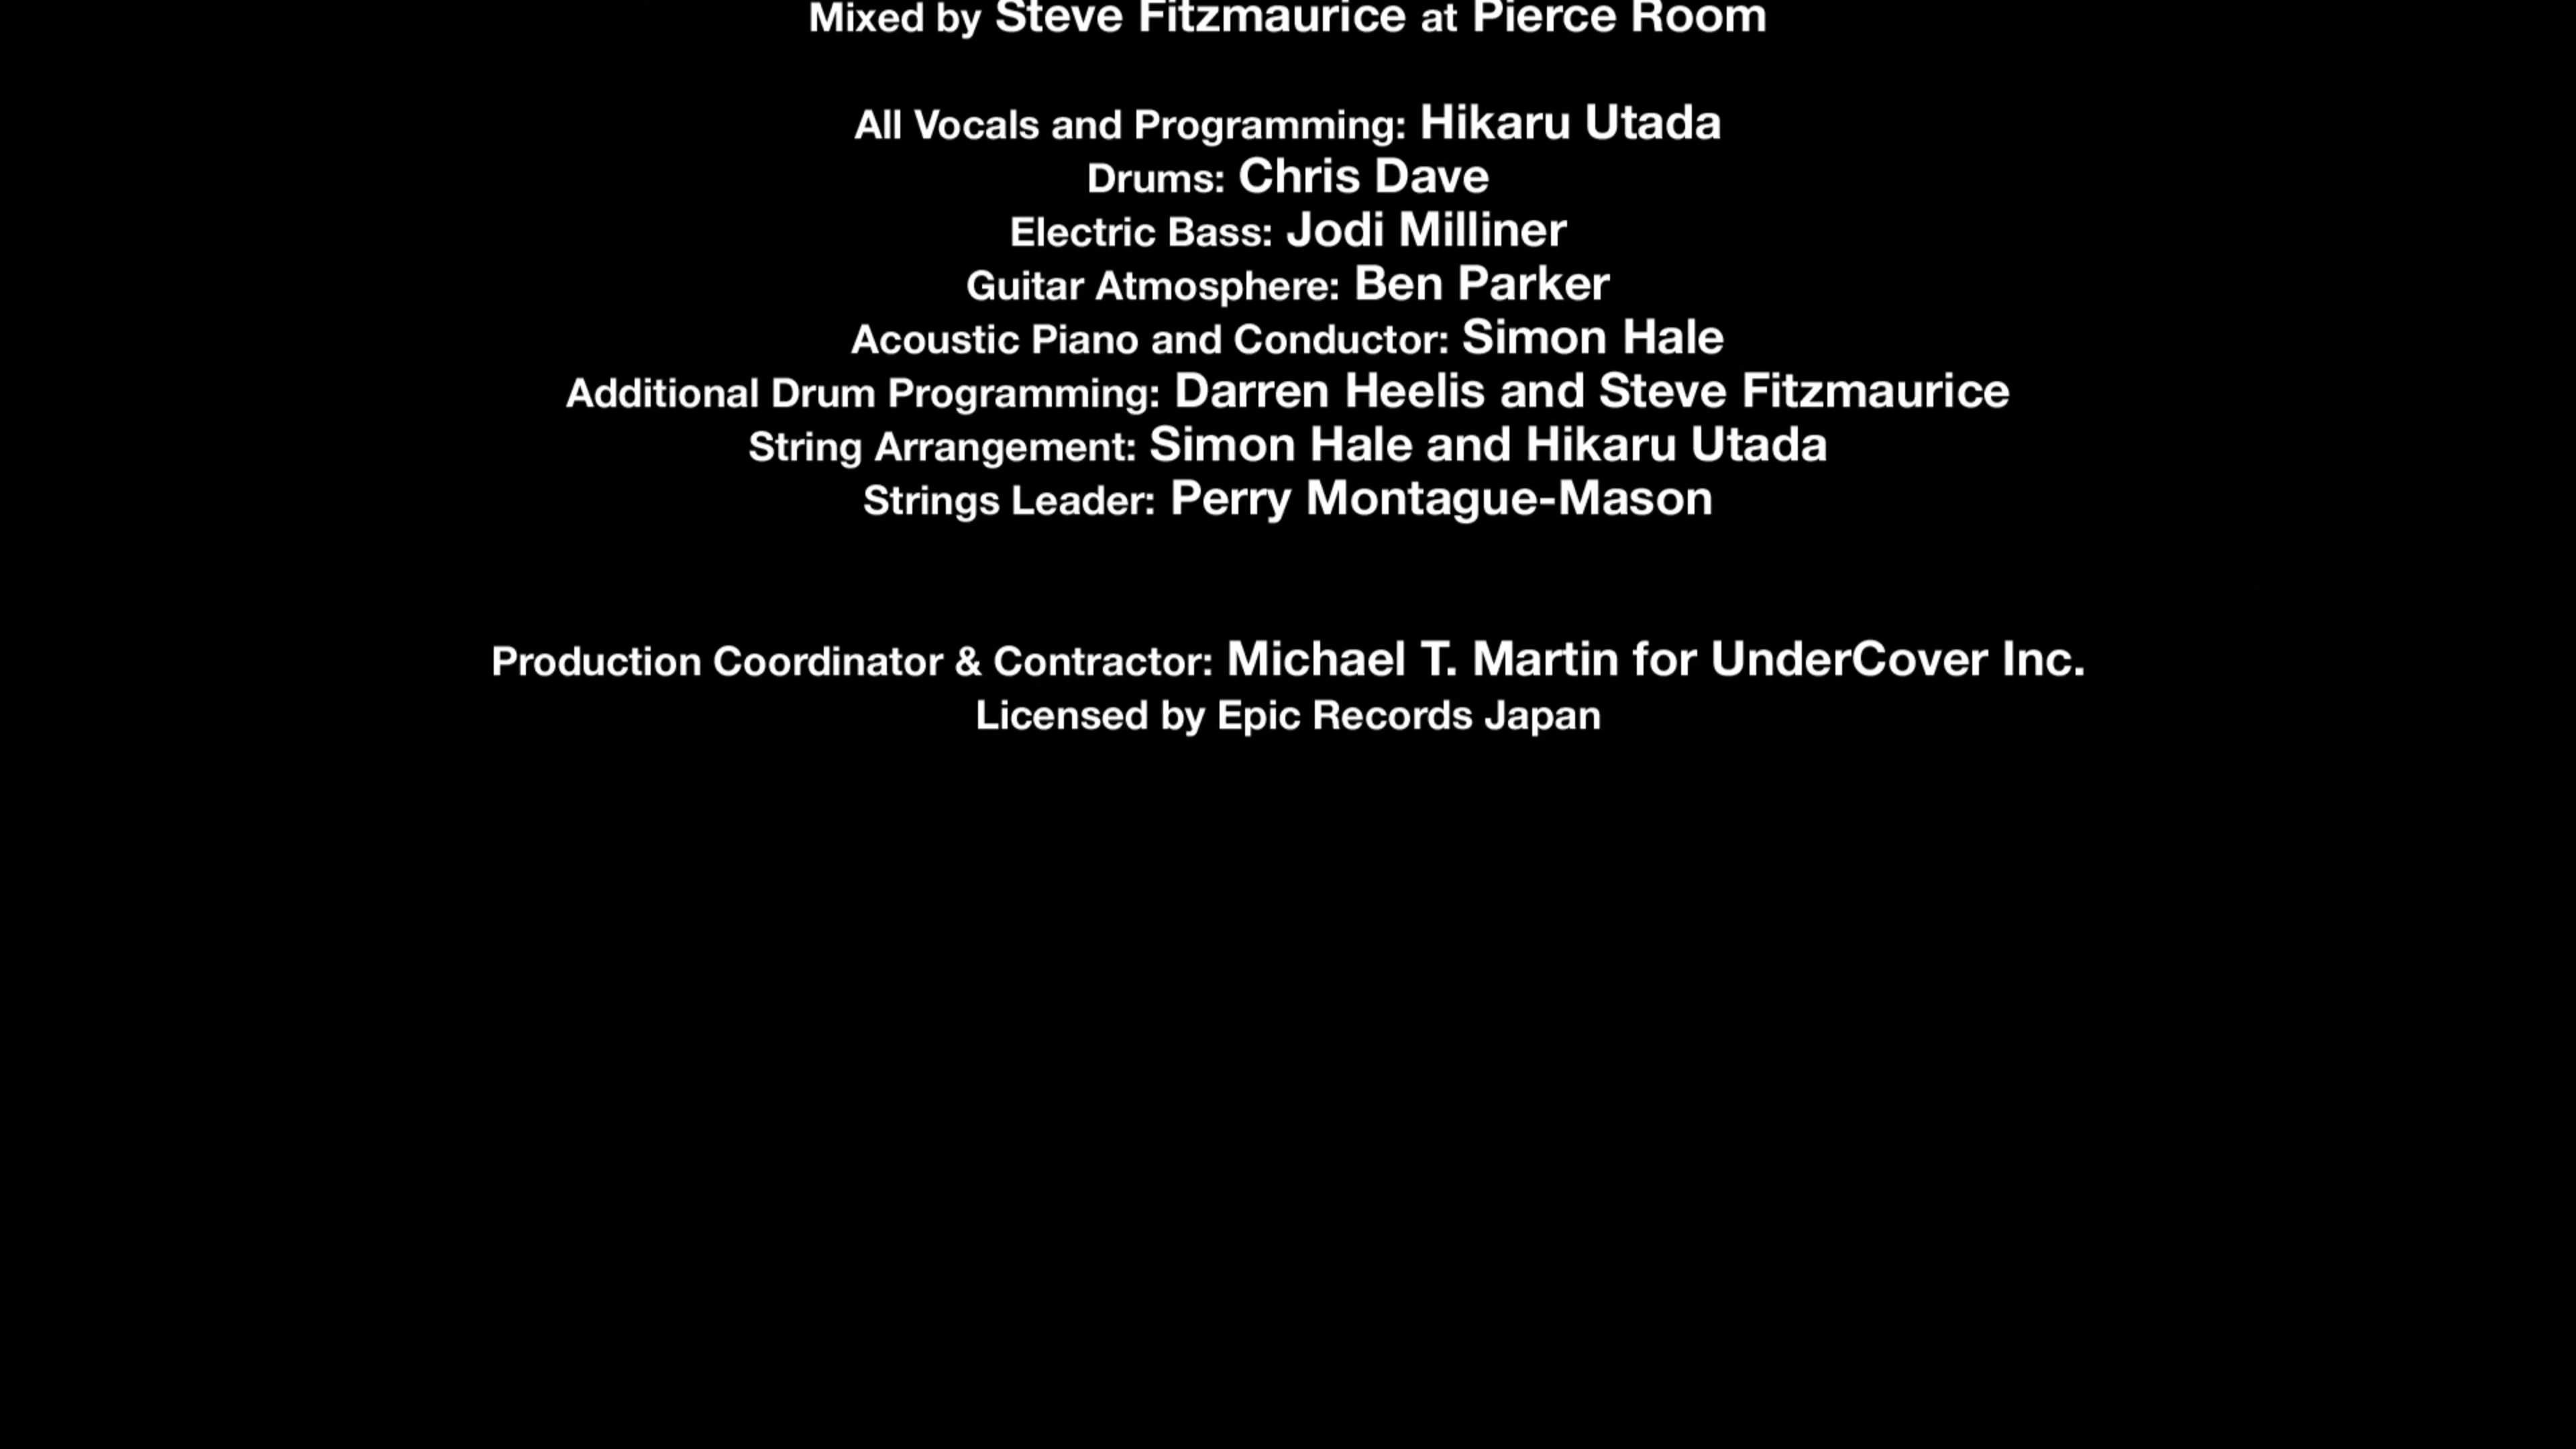 Mixed by Steve Fitzmaurice at Pierce Room
All Vocals and Programming: Hikaru Utada
Drums: Chris Dave
Electric Bass: Jodi Milliner
Guitar Atmosphere: Ben Parker
Acoustic Piano and Conductor: Simon Hale
Additional Drum Programming: Darren Heelis and Steve Fitzmaurice
String Arrangement: Simon Hale and Hikaru Utada
Strings Leader: Perry Montague-Mason
Production Coordinator & Contractor: Michael T. Martin for UnderCover Inc.
Licensed by Epic Records Japan